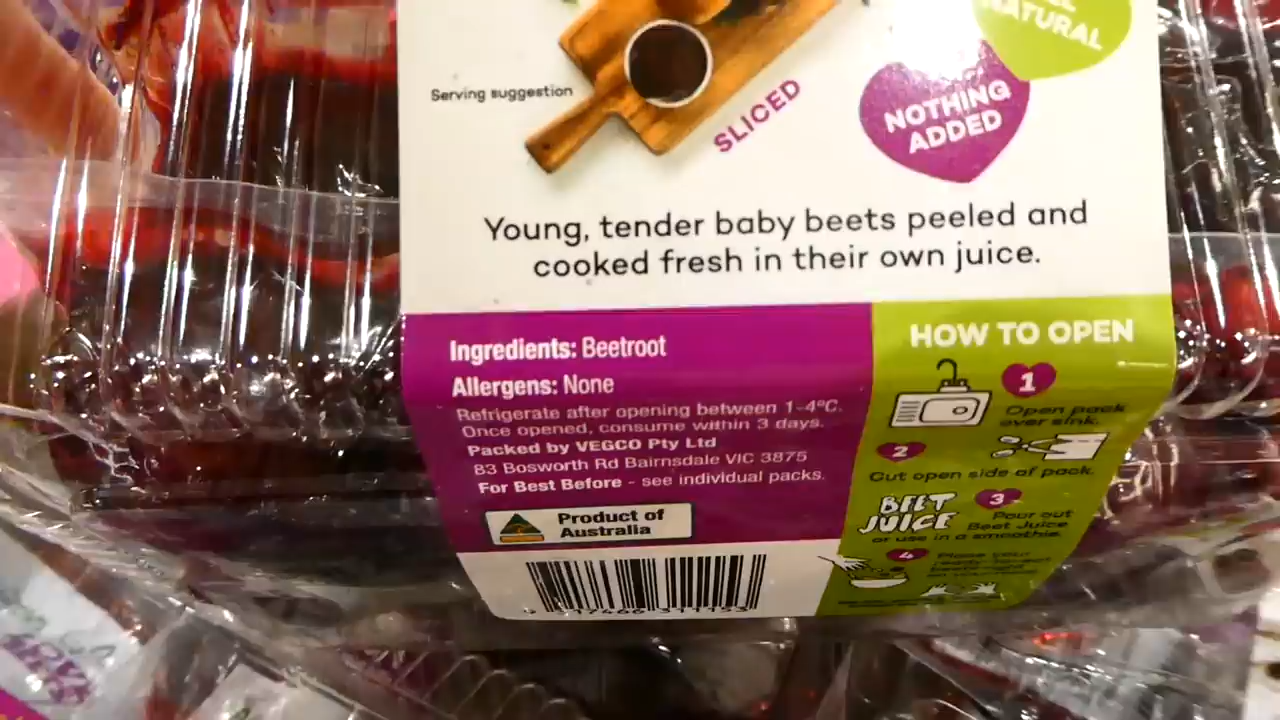 NATURAL
Serving suggestion
SLICED
NOTHING
ADDED
Young, tender baby beets peeled and
cooked fresh in their own juice.
Ingredients: Beetroot
Allergens: None
Refrigerate after opening between 1-4°C.
Once opened, consume within 3 days.
Packed by VEGCO Pty Ltd
83 Bosworth Rd Bairnsdale VIC 3875
For Best Before - see individual packs.
Product of
Australia
HOW TO OPEN
1
Open pack
over sink.
2
Cut open side of pack.
BEET
JUICE
3
Pour out
Beet Juice
or use in a smoothie.
4
Place your